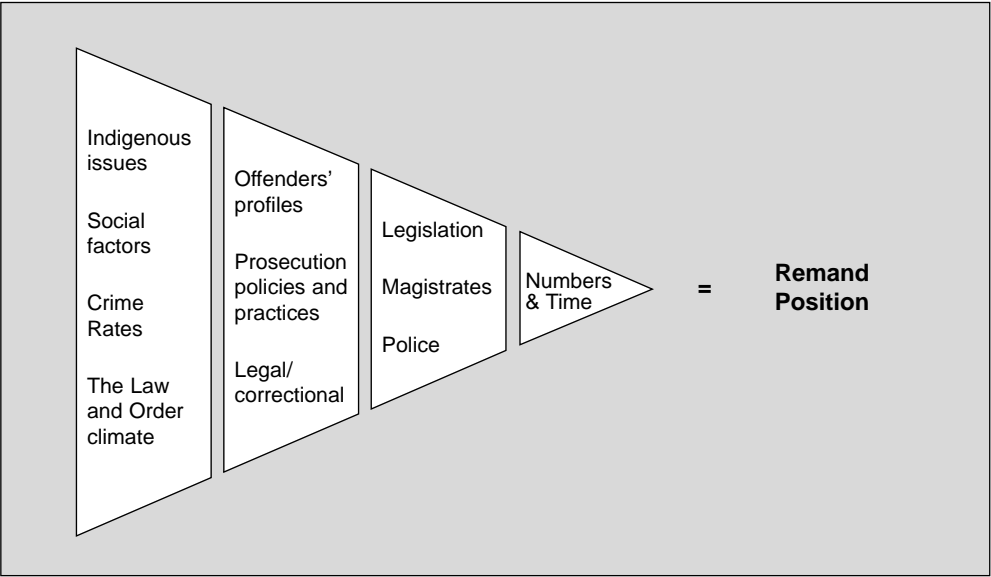 Indigenous
issues
Social
factors
Crime
Rates
The Law
and Order
climate
Offenders’
profiles
Prosecution
policies and
practices
Legal/
correctional
Legislation
Magistrates
Police
Numbers
& Time
=
Remand
Position